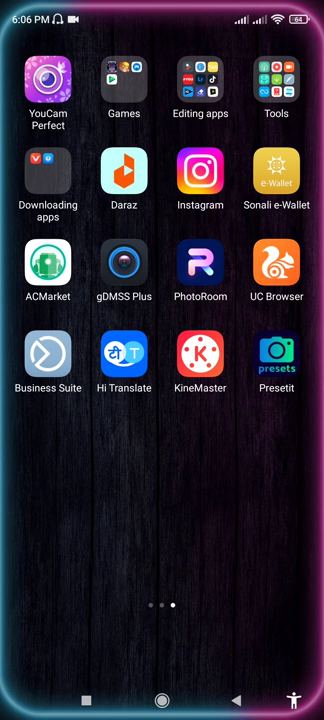 6:06 PM
64
YouCam Perfect
Games
Editing apps
Tools
Downloading apps
Daraz
Instagram
e-Wallet
Sonali e-Wallet
ACMarket
gDMSS Plus
PhotoRoom
UC Browser
टी T
K
presets
Business Suite
Hi Translate
KineMaster
Presetit